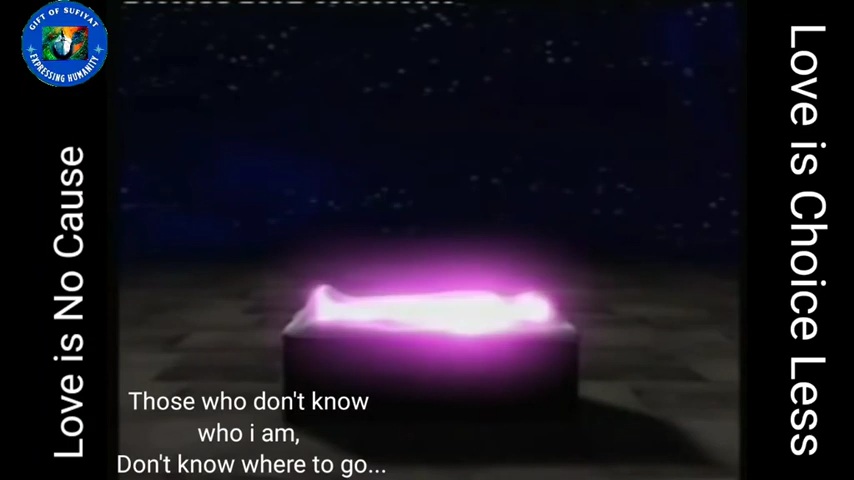 GIFT OF SUFIYAT
EXPRESSING HUMANITY
Love is No Cause
Love is Choice Less
Those who don't know
who i am,
Don't know where to go...